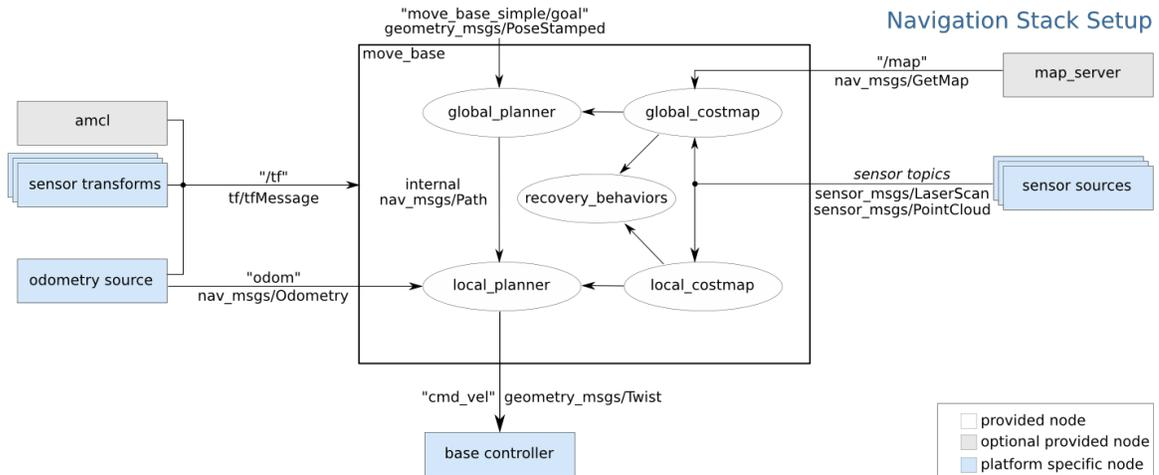 Navigation Stack Setup
"move_base_simple/goal"
geometry_msgs/PoseStamped
move_base
"/map"
nav_msgs/GetMap
map_server
global_planner
global_costmap
amcl
sensor transforms
"/tf"
tf/tfMessage
internal
nav_msgs/Path
recovery_behaviors
sensor topics
sensor_msgs/LaserScan
sensor_msgs/PointCloud
sensor sources
odometry source
"odom"
nav_msgs/Odometry
local_planner
local_costmap
"cmd_vel" geometry_msgs/Twist
base controller
provided node
optional provided node
platform specific node